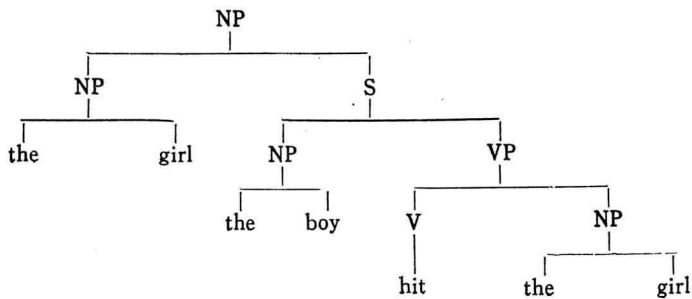 NP
NP S
the girl NP VP
the boy V NP
hit the girl